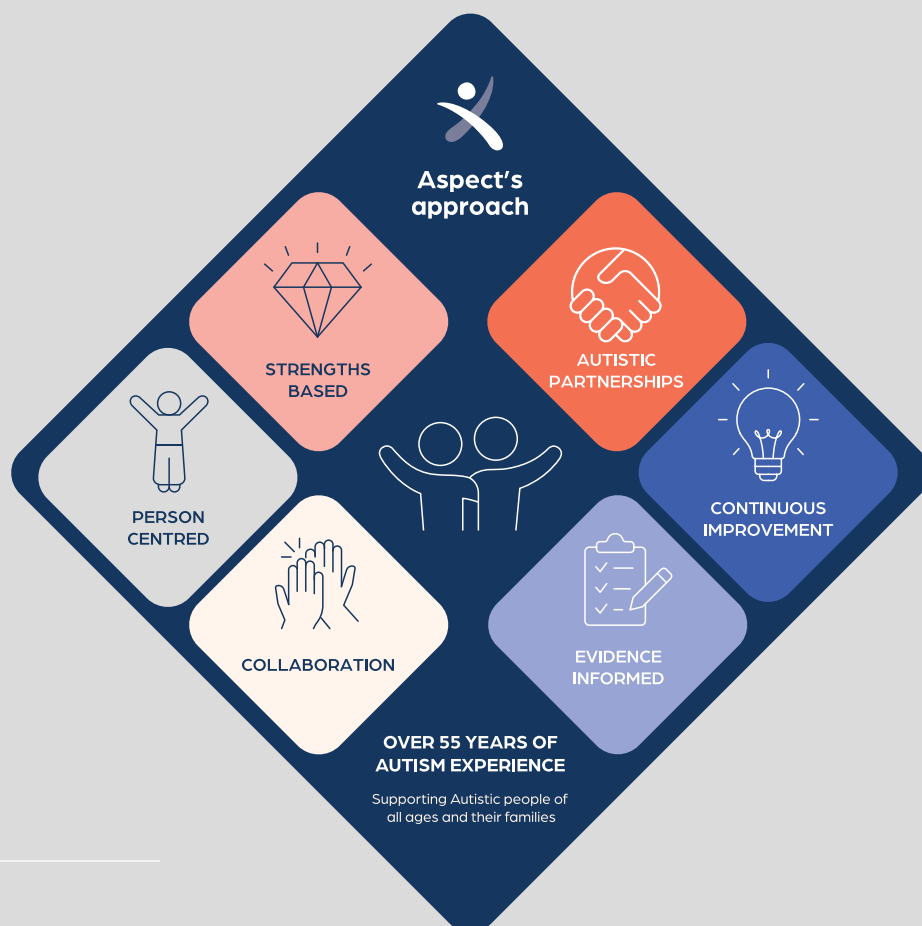 Aspect's
approach
STRENGTHS
BASED
AUTISTIC
PARTNERSHIPS
PERSON
CENTRED
CONTINUOUS
IMPROVEMENT
COLLABORATION
EVIDENCE
INFORMED
OVER 55 YEARS OF
AUTISM EXPERIENCE
Supporting Autistic people of
all ages and their families